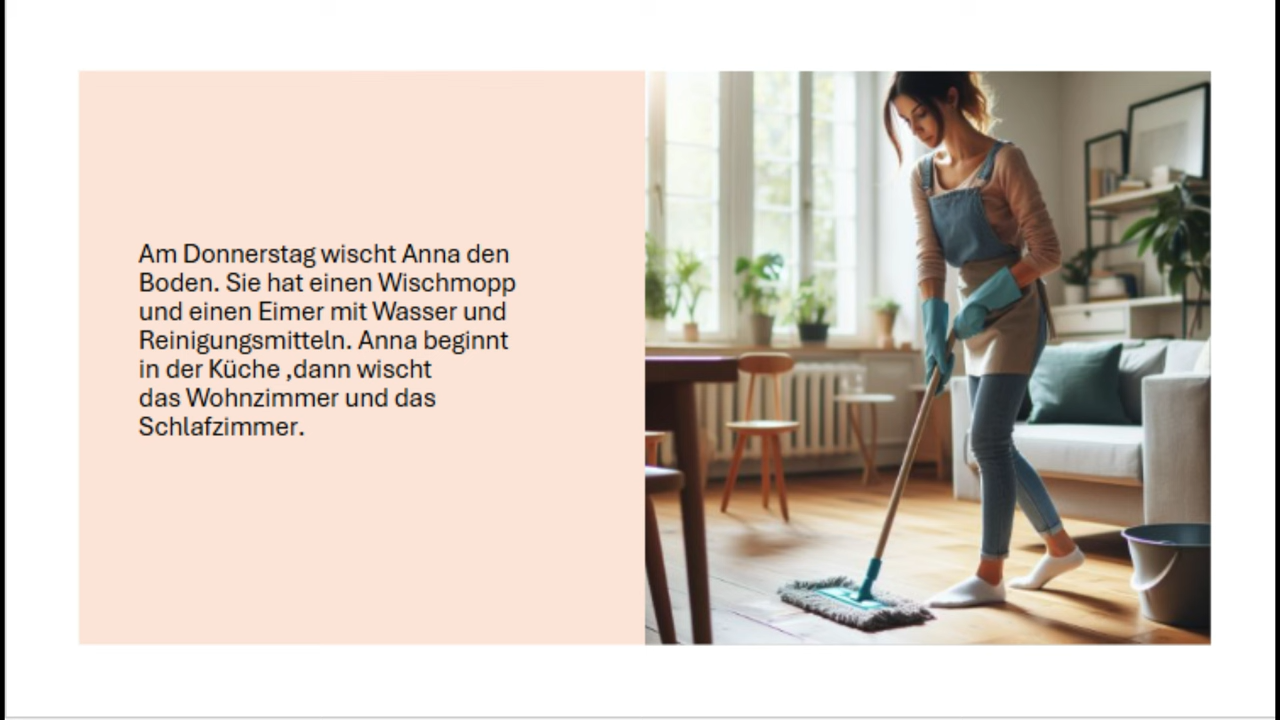 Am Donnerstag wischt Anna den
Boden. Sie hat einen Wischmopp
und einen Eimer mit Wasser und
Reinigungsmitteln. Anna beginnt
in der Küche ,dann wischt
das Wohnzimmer und das
Schlafzimmer.